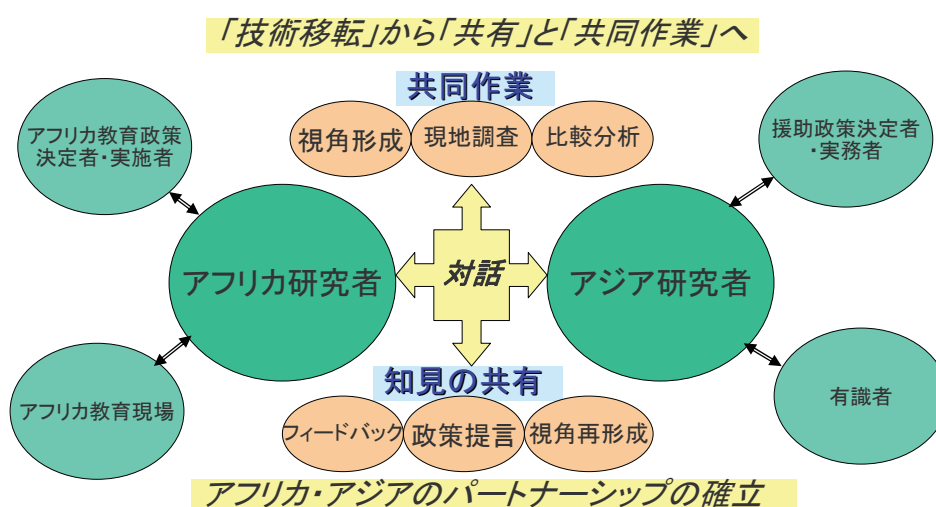 「技術移転」から「共有」と「共同作業」へ
共同作業
視角形成
現地調査
比較分析
アフリカ教育政策
決定者・実施者
援助政策決定者
・実務者
アフリカ研究者
対話
アジア研究者
アフリカ教育現場
知見の共有
有識者
フィードバック
政策提言
視角再形成
アフリカ・アジアのパートナーシップの確立